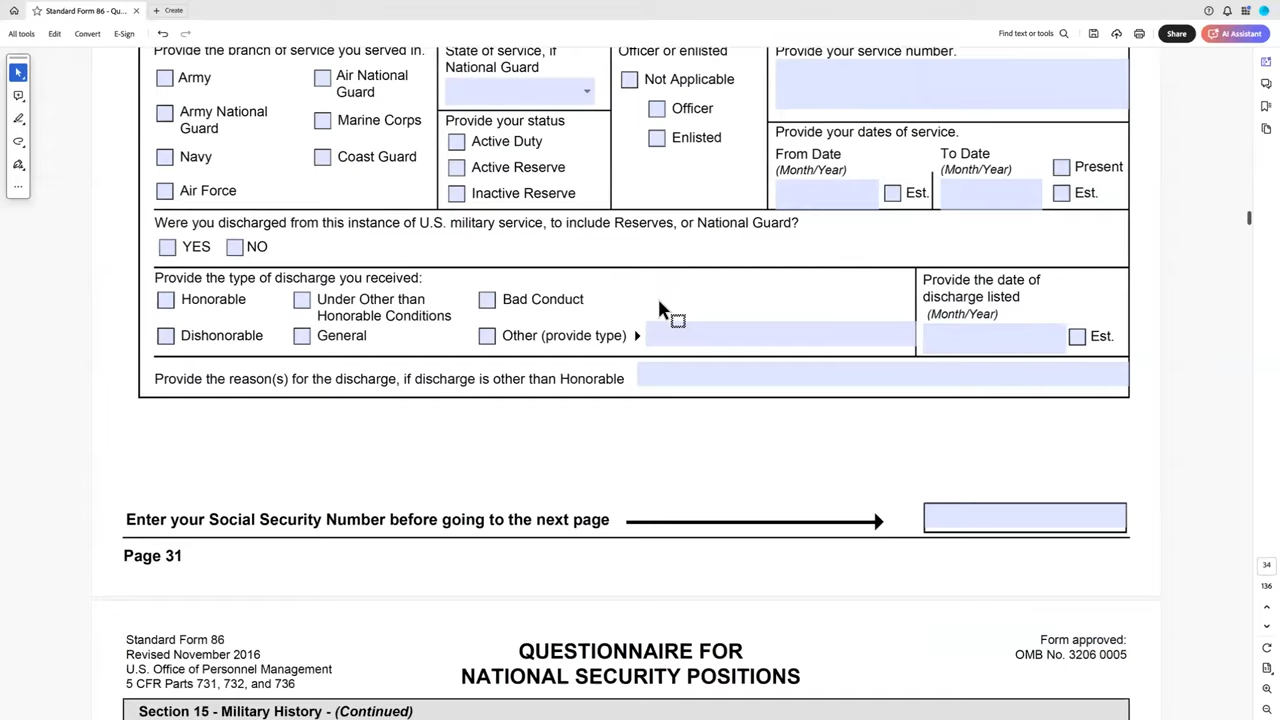 Standard Form 86 - Qu...
Create
All tools
Edit
Convert
E-Sign
Find text or tools
Share
AI Assistant
Provide the branch of service you served in.
Army
Air National
Guard
Army National
Guard
Marine Corps
Navy
Coast Guard
Air Force
State of service, if
National Guard
Provide your status
Active Duty
Active Reserve
Inactive Reserve
Officer or enlisted
Not Applicable
Officer
Enlisted
Provide your service number.
Provide your dates of service.
From Date
(Month/Year)
Est.
To Date
(Month/Year)
Present
Est.
Were you discharged from this instance of U.S. military service, to include Reserves, or National Guard?
YES NO
Provide the type of discharge you received:
Honorable
Under Other than
Honorable Conditions
Bad Conduct
Dishonorable
General
Other (provide type)
Provide the date of
discharge listed
(Month/Year)
Est.
Provide the reason(s) for the discharge, if discharge is other than Honorable
Enter your Social Security Number before going to the next page
Page 31
34
136
Standard Form 86
Revised November 2016
U.S. Office of Personnel Management
5 CFR Parts 731, 732, and 736
QUESTIONNAIRE FOR
NATIONAL SECURITY POSITIONS
Form approved:
OMB No. 3206 0005
Section 15 - Military History - (Continued)